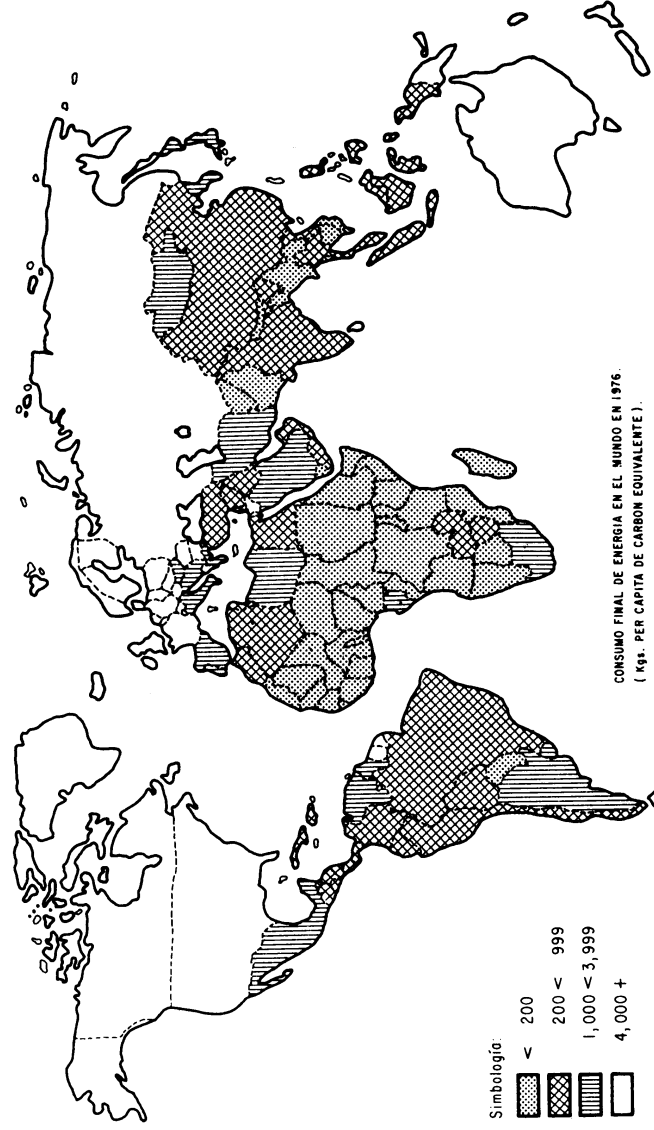 CONSUMO FINAL DE ENERGIA EN EL MUNDO EN 1976.
( Kgs. PER CAPITA DE CARBON EQUIVALENTE ).
Simbología:
< 200
200 < 999
1,000 < 3,999
4,000 +